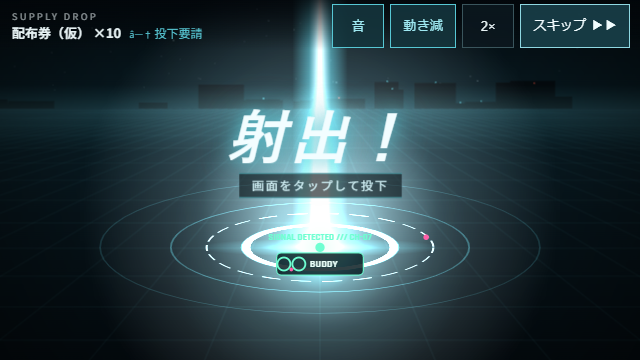 SUPPLY DROP
配布券（仮） ×10 â—† 投下要請
音
動き減
2×
スキップ ▶▶
射出！
画面をタップして投下
SIGNAL DETECTED ///
BUDDY